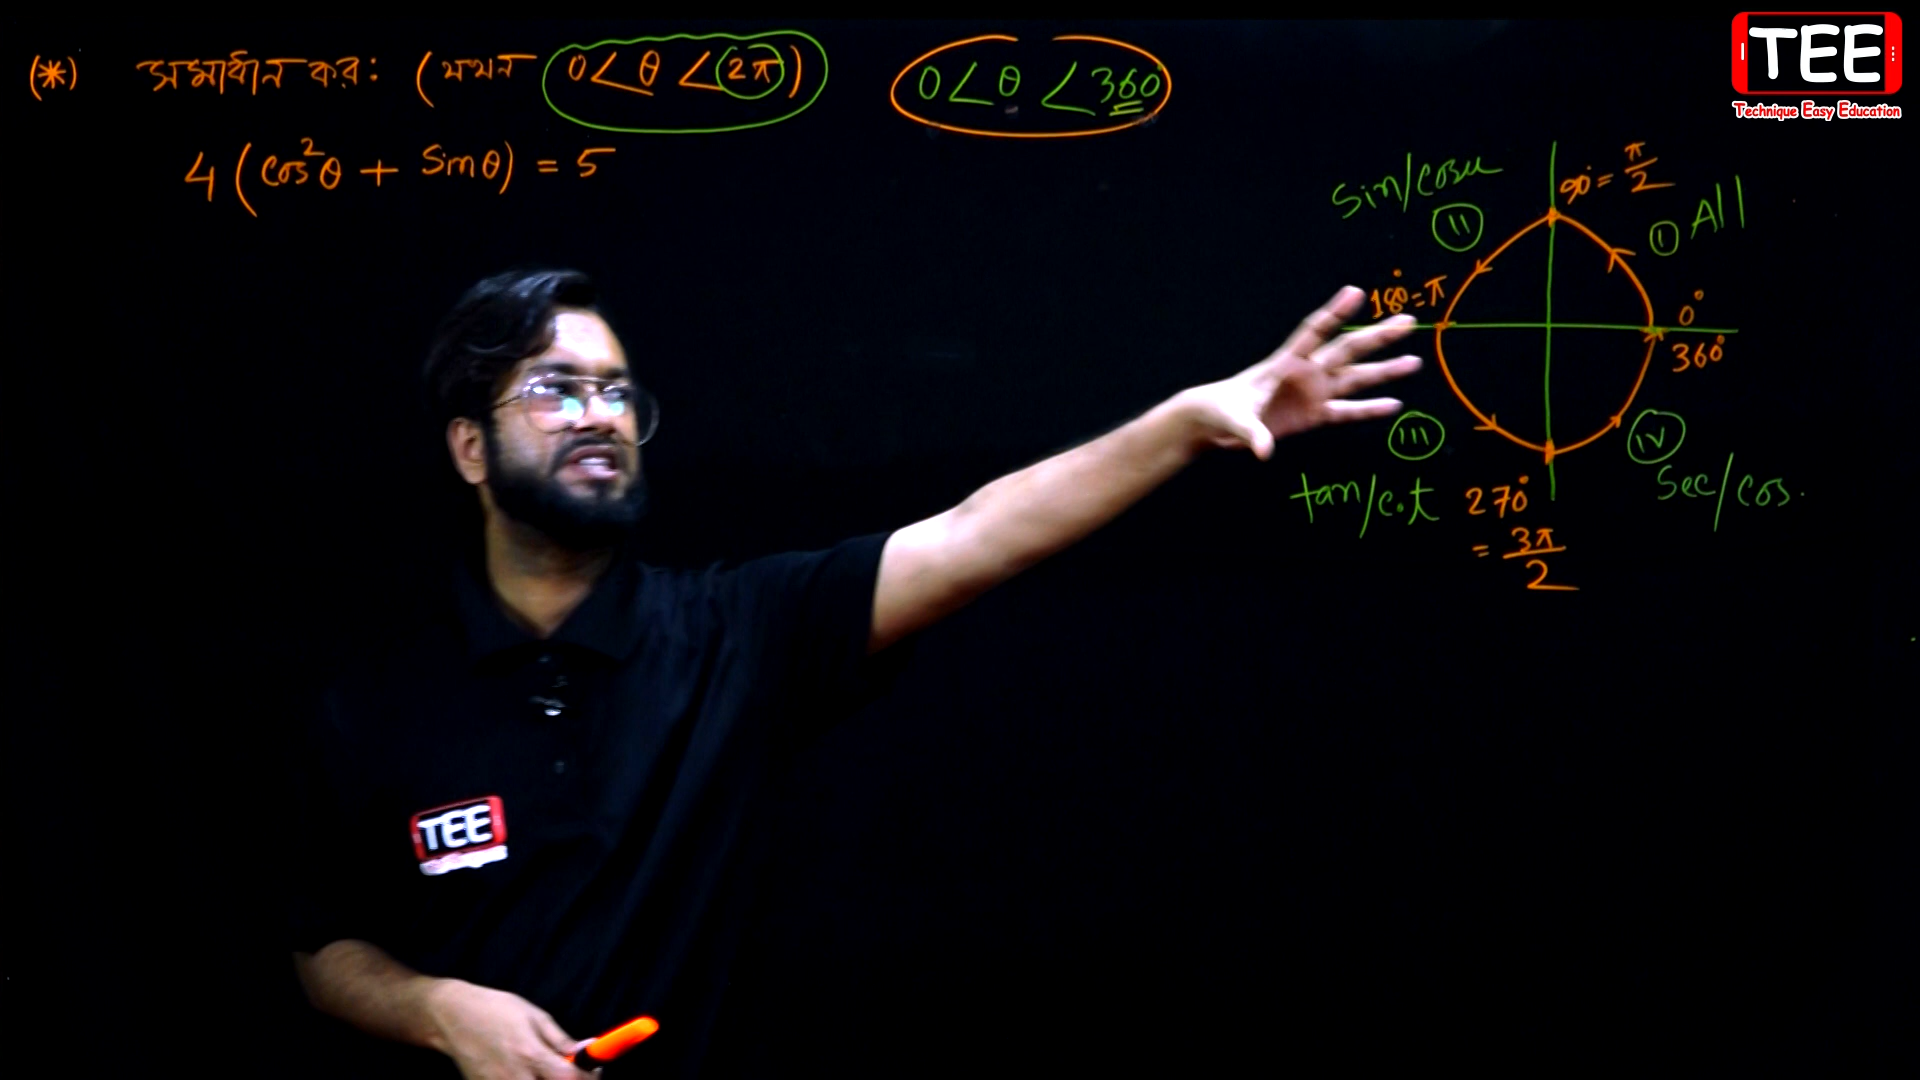 (*) সমাধান কর: (যখন 0 < θ < 2π) 0 < θ < 360°
4 (cos²θ + Sinθ) = 5
TEE
Technique Easy Education
Sin/cosec
90° = π/2
II
I All
180° = π
0°
360°
III
IV
tan/cot
270°
= 3π/2
Sec/cos.
TEE